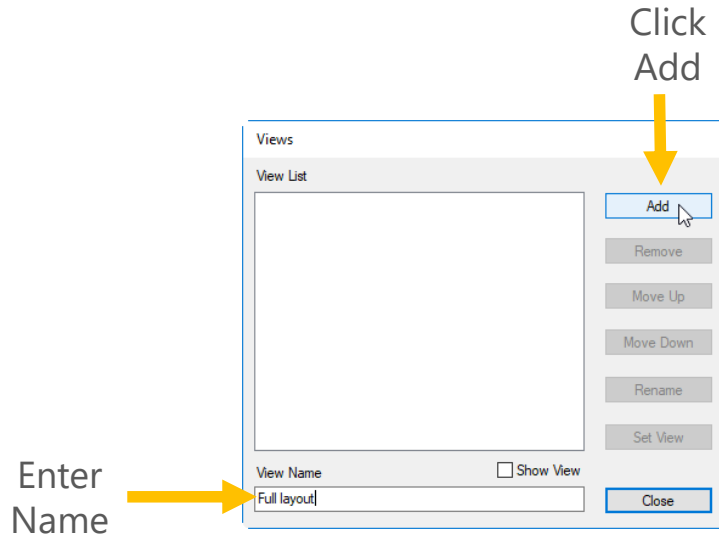 Click
Add
Views
View List
Add
Remove
Move Up
Move Down
Rename
Set View
Enter
Name
View Name
Show View
Full layout
Close